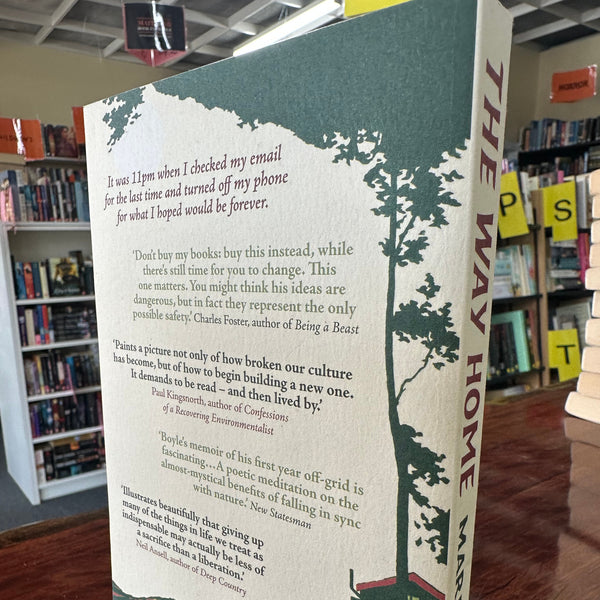 It was 11pm when I checked my email
for the last time and turned off my phone
for what I hoped would be forever.
‘Don’t buy my books: buy this instead, while
there’s still time for you to change. This
one matters. You might think his ideas are
dangerous, but in fact they represent the only
possible safety.’ Charles Foster, author of Being a Beast
‘Paints a picture not only of how broken our culture
has become, but of how to begin building a new one.
It demands to be read – and then lived by.’
Paul Kingsnorth, author of Confessions
of a Recovering Environmentalist
‘Boyle’s memoir of his first year off-grid is
fascinating…A poetic meditation on the
almost-mystical benefits of falling in sync
with nature.’ New Statesman
‘Illustrates beautifully that giving up
many of the things in life we treat as
indispensable may actually be less of
a sacrifice than a liberation.’
Neil Ansell, author of Deep Country
THE WAY HOME MAR
HORROR
P
S
T